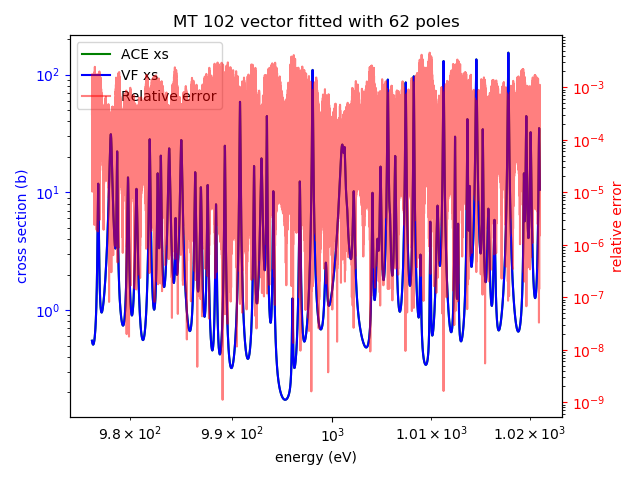 MT 102 vector fitted with 62 poles
ACE xs
VF xs
Relative error
cross section (b)
10²
10¹
10⁰
10⁻³
10⁻⁴
10⁻⁵
10⁻⁶
10⁻⁷
10⁻⁸
10⁻⁹
relative error
9.8 × 10² 9.9 × 10² 10³ 1.01 × 10³ 1.02 × 10³
energy (eV)